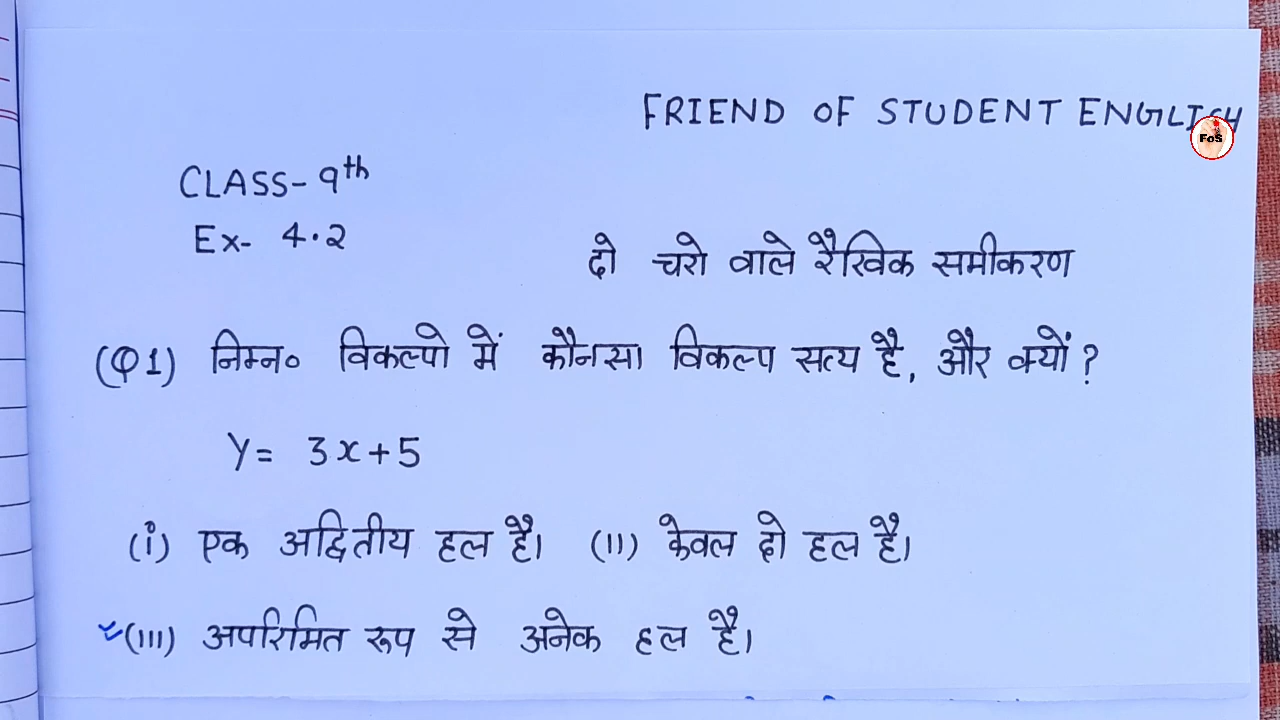 FRIEND OF STUDENT ENGLISH
FOS
CLASS- 9th
Ex- 4.2
दो चरो वाले रैखिक समीकरण
(Q1) निम्न० विकल्पो में कौनसा विकल्प सत्य है, और क्यों ?
y = 3x+5
(i) एक अद्वितीय हल है। (II) केवल दो हल है।
(III) अपरिमित रूप से अनेक हल है।